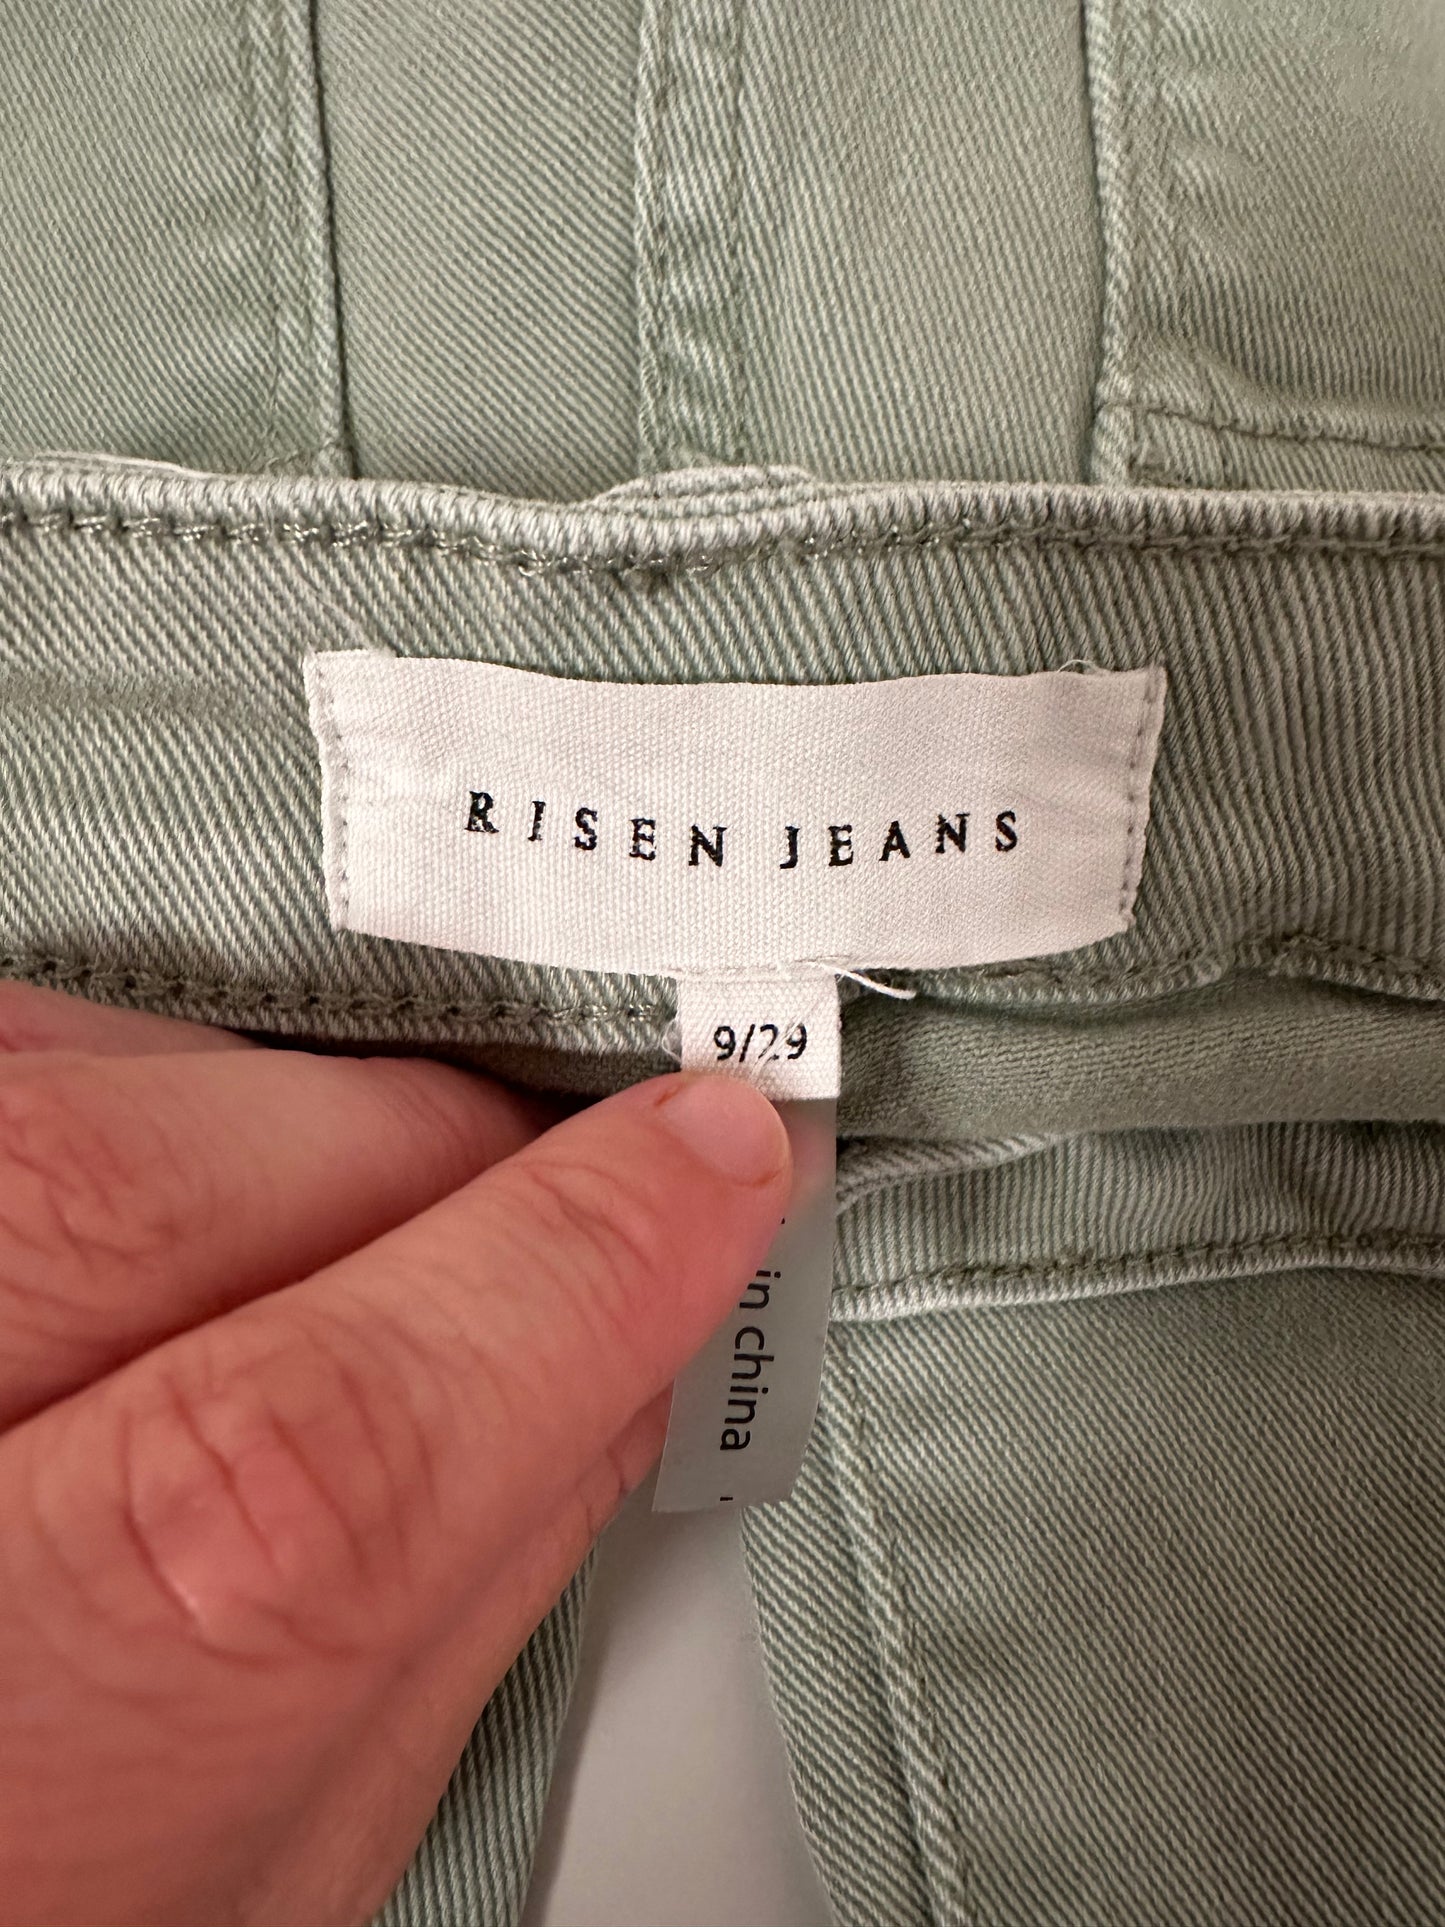 RISEN JEANS
9/29
in china